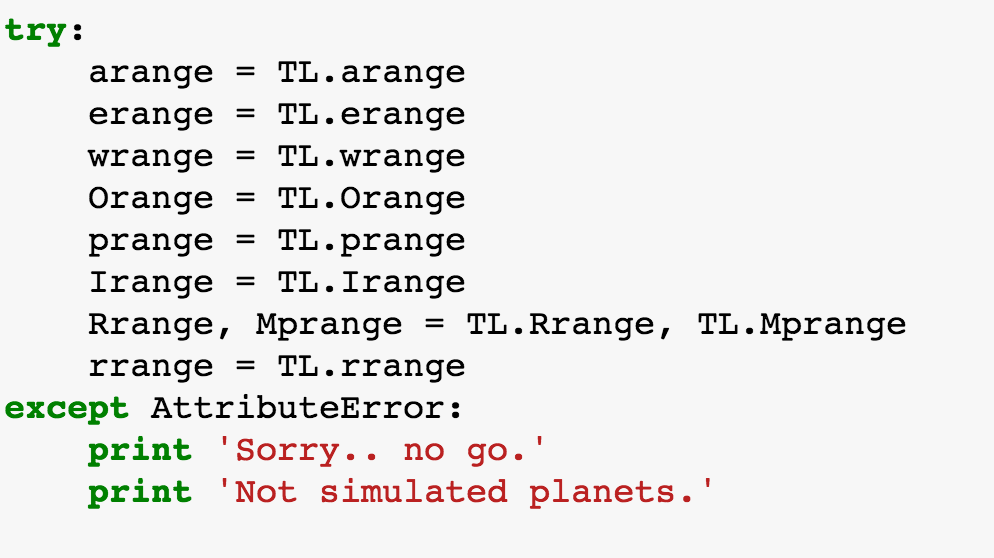 try:
    arange = TL.arange
    erange = TL.erange
    wrange = TL.wrange
    Orange = TL.Orange
    prange = TL.prange
    Irange = TL.Irange
    Rrange, Mprange = TL.Rrange, TL.Mprange
    rrange = TL.rrange
except AttributeError:
    print 'Sorry.. no go.'
    print 'Not simulated planets.'